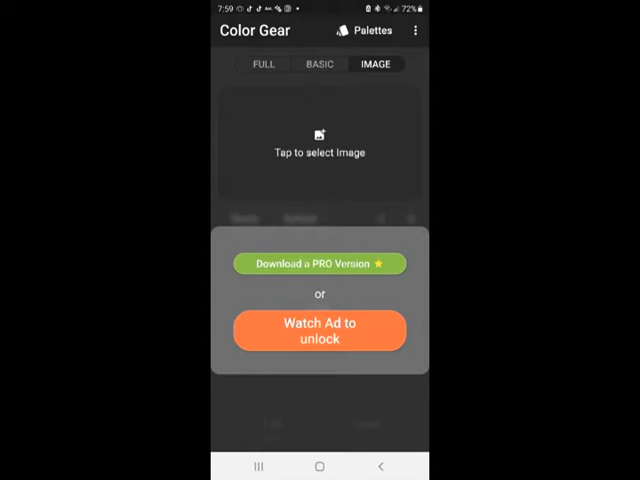 7:59
72%
Color Gear
Palettes
FULL BASIC IMAGE
Tap to select Image
Download a PRO Version
or
Watch Ad to
unlock